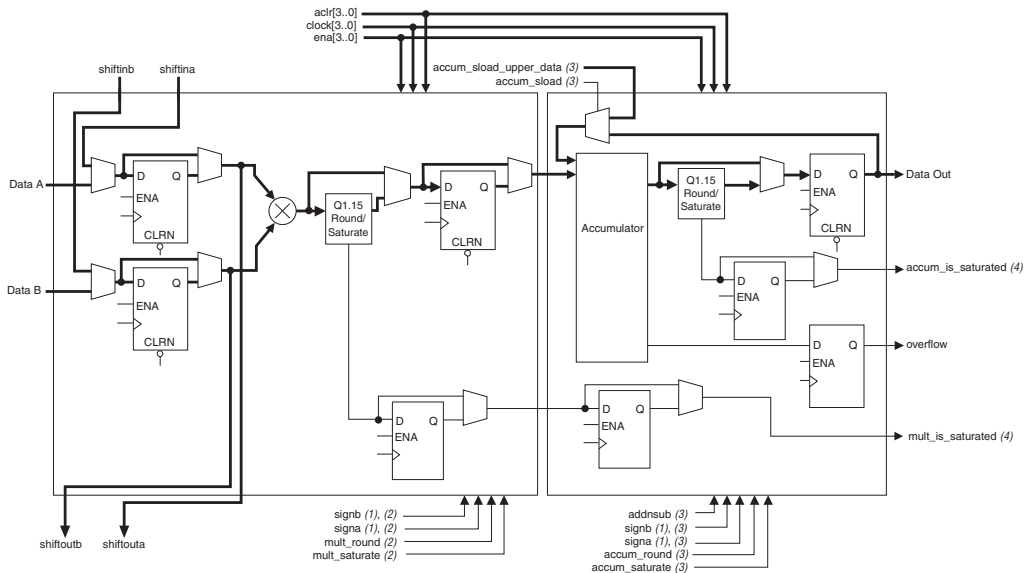 aclr[3..0]
clock[3..0]
ena[3..0]
shiftinb
shiftina
accum_sload_upper_data (3)
accum_sload (3)
Data A
D Q
ENA
CLRN
Q1.15
Round/
Saturate
D Q
ENA
CLRN
Accumulator
Q1.15
Round/
Saturate
D Q
ENA
CLRN
Data Out
Data B
D Q
ENA
CLRN
D Q
ENA
accum_is_saturated (4)
D Q
ENA
overflow
D Q
ENA
D Q
ENA
mult_is_saturated (4)
shiftoutb
shiftouta
signb (1), (2)
signa (1), (2)
mult_round (2)
mult_saturate (2)
addnsub (3)
signb (1), (3)
signa (1), (3)
accum_round (3)
accum_saturate (3)